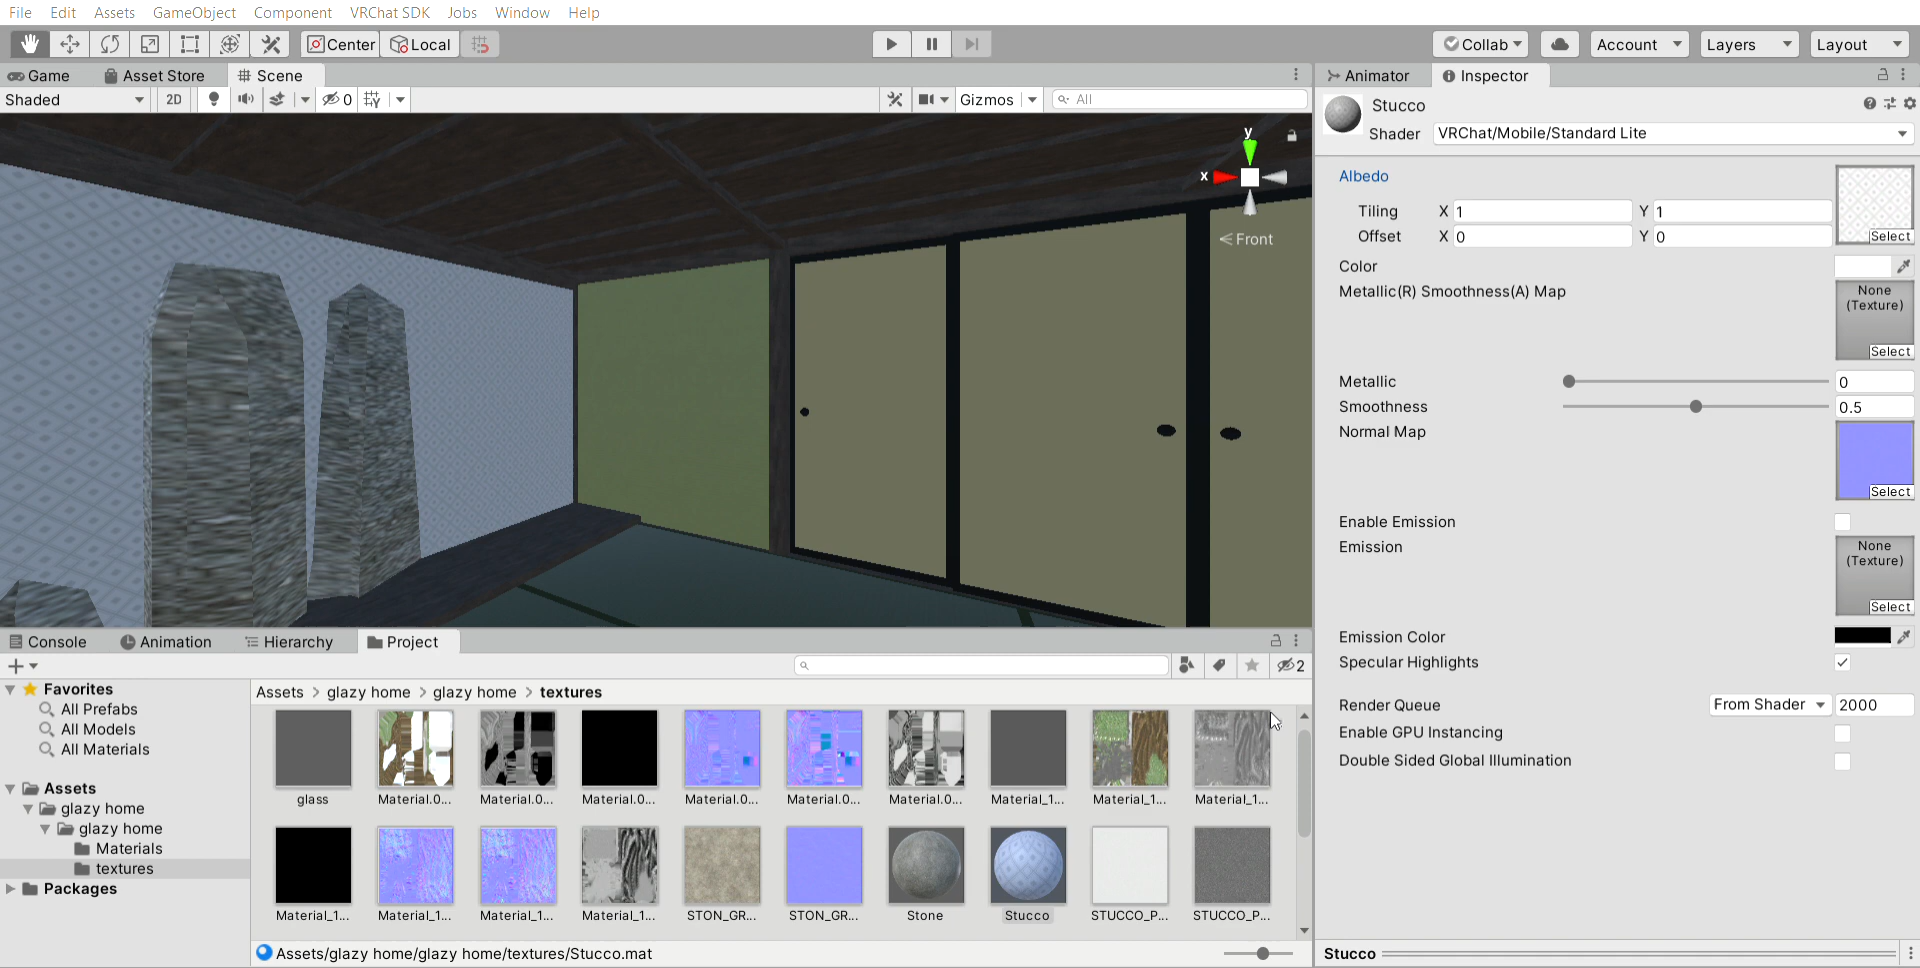 File Edit Assets GameObject Component VRChat SDK Jobs Window Help
Center Local Collab Account Layers Layout
Game Asset Store Scene
Animator Inspector
Shaded 2D 0 Gizmos All
Stucco
Shader VRChat/Mobile/Standard Lite
y
x
Front
Albedo
Tiling X 1 Y 1
Offset X 0 Y 0
Select
Color
Metallic(R) Smoothness(A) Map
None
(Texture)
Select
Metallic 0
Smoothness 0.5
Normal Map
Select
Enable Emission
Emission
None
(Texture)
Select
Emission Color
Specular Highlights
Render Queue From Shader 2000
Enable GPU Instancing
Double Sided Global Illumination
Stucco
Console Animation Hierarchy Project
2
Favorites
All Prefabs
All Models
All Materials
Assets
glazy home
glazy home
Materials
textures
Packages
Assets > glazy home > glazy home > textures
glass Material.0... Material.0... Material.0... Material.0... Material.0... Material.0... Material_1... Material_1... Material_1...
Material_1... Material_1... Material_1... Material_1... STON_GR... STON_GR... Stone Stucco STUCCO_P... STUCCO_P...
Assets/glazy home/glazy home/textures/Stucco.mat